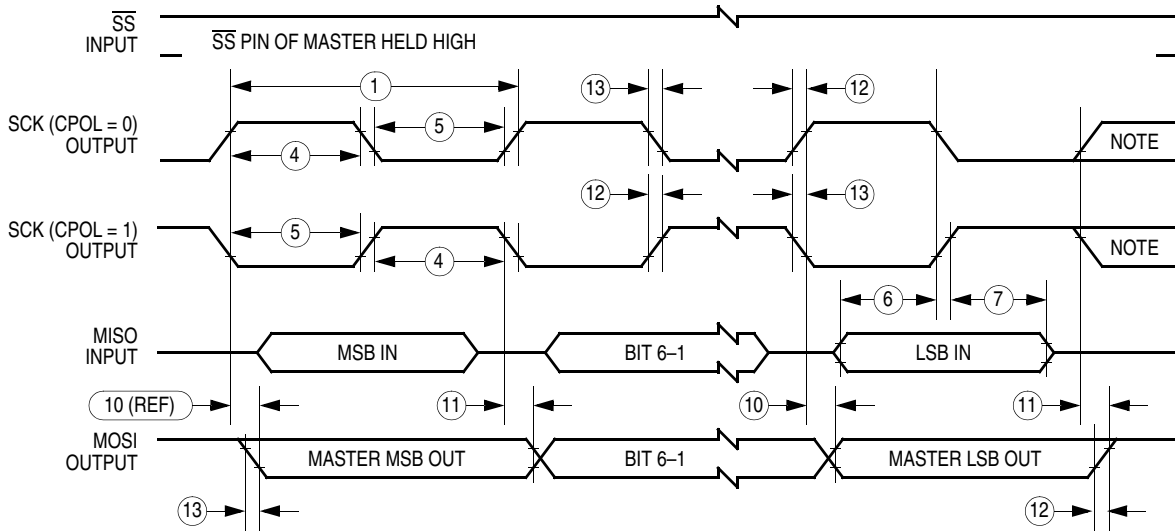 SS
INPUT
SS PIN OF MASTER HELD HIGH
1
13
12
SCK (CPOL = 0)
OUTPUT
5
4
NOTE
12
13
SCK (CPOL = 1)
OUTPUT
5
4
NOTE
6
7
MISO
INPUT
MSB IN
BIT 6–1
LSB IN
10 (REF)
11
10
11
MOSI
OUTPUT
MASTER MSB OUT
BIT 6–1
MASTER LSB OUT
13
12